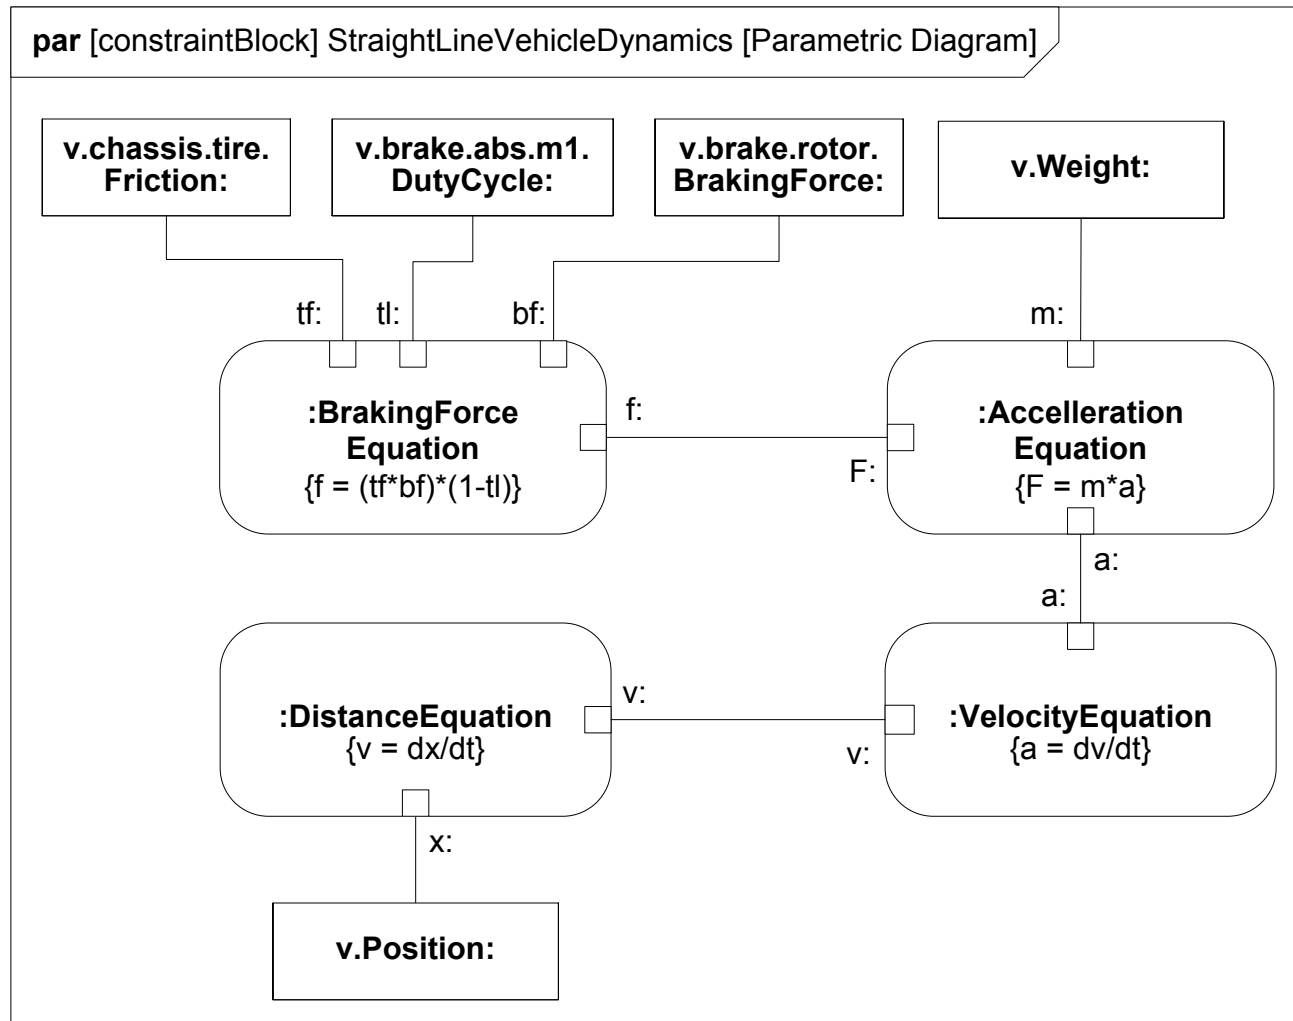 par [constraintBlock] StraightLineVehicleDynamics [Parametric Diagram]
v.chassis.tire.
Friction:
v.brake.abs.m1.
DutyCycle:
v.brake.rotor.
BrakingForce:
v.Weight:
tf:
tl:
bf:
m:
:BrakingForce
Equation
{f = (tf*bf)*(1-tl)}
f:
F:
:Accelleration
Equation
{F = m*a}
a:
a:
:DistanceEquation
{v = dx/dt}
v:
v:
:VelocityEquation
{a = dv/dt}
x:
v.Position: